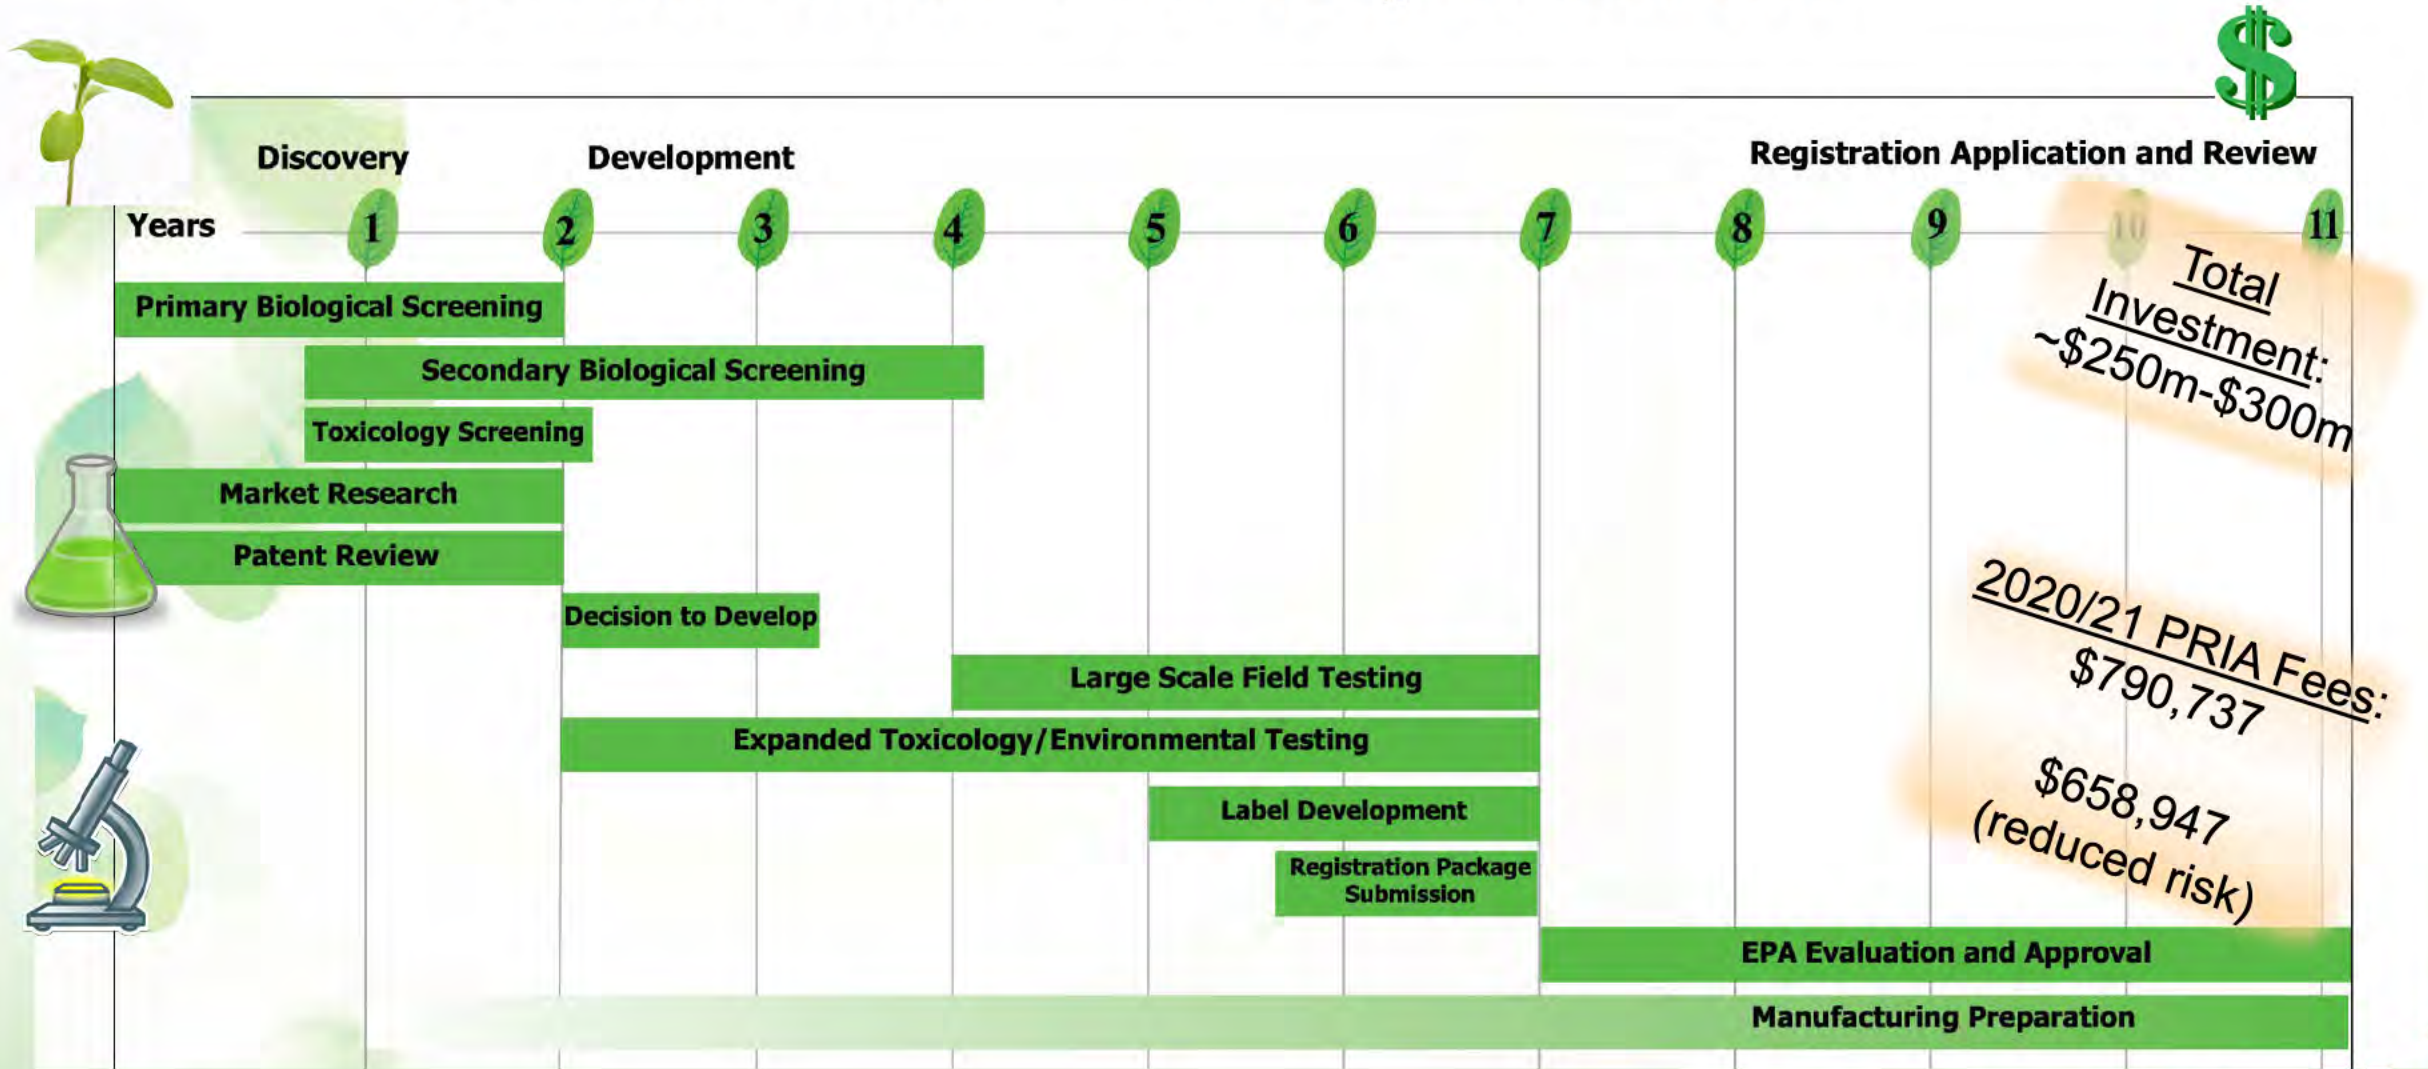 Discovery
Development
Registration Application and Review
Years
1
2
3
4
5
6
7
8
9
10
11
Total
Investment:
~$250m-$300m
Primary Biological Screening
Secondary Biological Screening
Toxicology Screening
Market Research
Patent Review
Decision to Develop
2020/21 PRIA Fees:
$790,737
Large Scale Field Testing
Expanded Toxicology/Environmental Testing
$658,947
(reduced risk)
Label Development
Registration Package
Submission
EPA Evaluation and Approval
Manufacturing Preparation